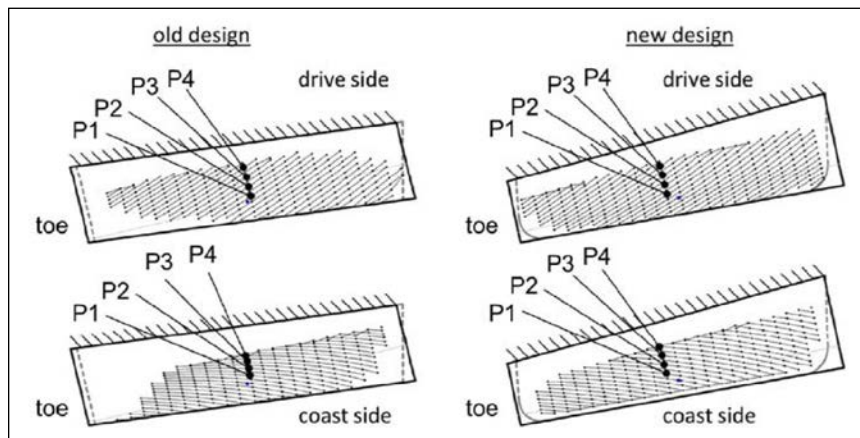 old design
new design
drive side
P4
P3
P2
P1
toe
drive side
P4
P3
P2
P1
toe
P4
P3
P2
P1
toe
coast side
P4
P3
P2
P1
toe
coast side